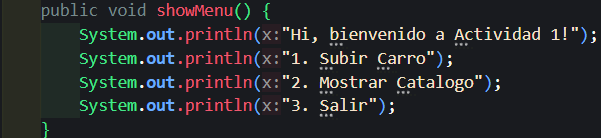 public void showMenu() {
System.out.println(x:"Hi, bienvenido a Actividad 1!");
System.out.println(x:"1. Subir Carro");
System.out.println(x:"2. Mostrar Catalogo");
System.out.println(x:"3. Salir");
}